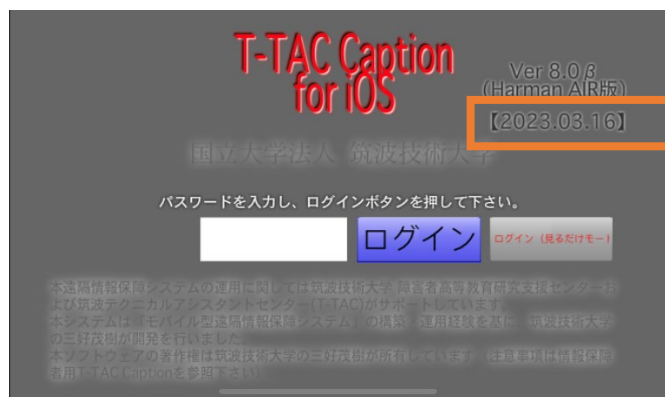 T-TAC Caption
for iOS
Ver 8.0β
(Harman AIR版)
【2023.03.16】
国立大学法人 筑波技術大学
パスワードを入力し、ログインボタンを押して下さい。
ログイン
ログイン（見るだけモー
本遠隔情報保障システムの運用に関しては筑波技術大学 障害者高等教育研究支援センターお
よび筑波テクニカルアシスタントセンター(T-TAC)がサポートしています。
本システムは『モバイル型遠隔情報保障システム』の構築・運用経験を基に、筑波技術大学
の三好茂樹が開発を行いました。
本ソフトウェアの著作権は筑波技術大学の三好茂樹が所有しています（注意事項は情報保障
者用T-TAC Captionを参照下さい）